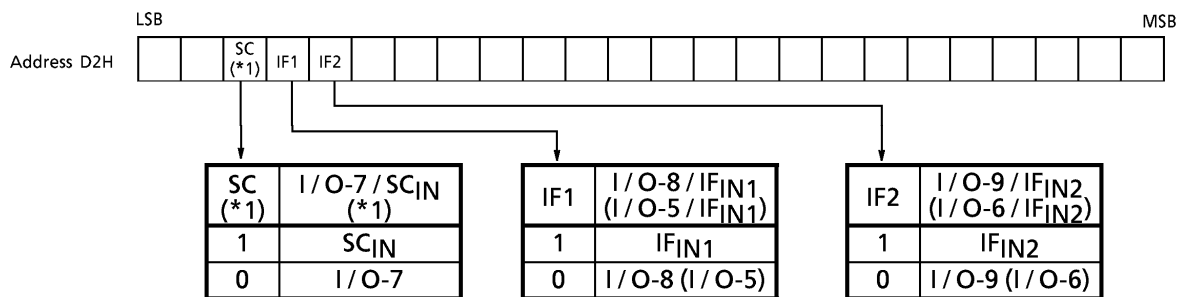 LSB MSB
Address D2H SC (*1) IF1 IF2
SC (*1) I/O-7/SCIN (*1)
1 SCIN
0 I/O-7
IF1 I/O-8/IFIN1 (I/O-5/IFIN1)
1 IFIN1
0 I/O-8 (I/O-5)
IF2 I/O-9/IFIN2 (I/O-6/IFIN2)
1 IFIN2
0 I/O-9 (I/O-6)